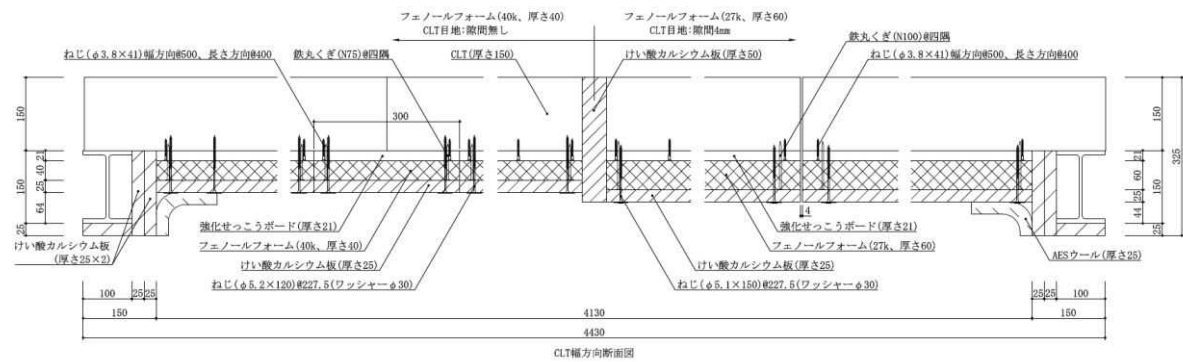 フェノールフォーム(40k、厚さ40)
CLT目地:隙間無し
フェノールフォーム(27k、厚さ60)
CLT目地:隙間4mm
ねじ(φ3.8×41)幅方向@500、長さ方向@400
鉄丸くぎ(N75)@四隅
CLT(厚さ150)
けい酸カルシウム板(厚さ50)
鉄丸くぎ(N100)@四隅
ねじ(φ3.8×41)幅方向@500、長さ方向@400
300
150
150
21
40
25
64
25
150
21
60
25
44
25
150
150
325
4
けい酸カルシウム板
(厚さ25×2)
強化せっこうボード(厚さ21)
フェノールフォーム(40k、厚さ40)
けい酸カルシウム板(厚さ25)
ねじ(φ5.2×120)@227.5(ワッシャーφ30)
強化せっこうボード(厚さ21)
フェノールフォーム(27k、厚さ60)
けい酸カルシウム板(厚さ25)
ねじ(φ5.1×150)@227.5(ワッシャーφ30)
AESウール(厚さ25)
100
25
25
25
25
100
150
4130
150
4430
CLT幅方向断面図